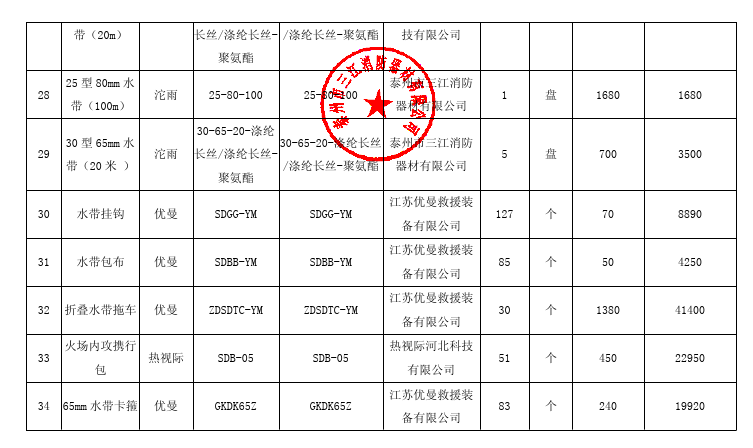 带（20m） 长丝/涤纶长丝-聚氨酯 /涤纶长丝-聚氨酯 技有限公司
28 25 型 80mm 水带（100m） 沱雨 25-80-100 25-80-100 泰州市三江消防器材有限公司 1 盘 1680 1680
29 30 型 65mm 水带（20 米 ） 沱雨 30-65-20-涤纶长丝/涤纶长丝-聚氨酯 30-65-20-涤纶长丝/涤纶长丝-聚氨酯 泰州市三江消防器材有限公司 5 盘 700 3500
30 水带挂钩 优曼 SDGG-YM SDGG-YM 江苏优曼救援装备有限公司 127 个 70 8890
31 水带包布 优曼 SDBB-YM SDBB-YM 江苏优曼救援装备有限公司 85 个 50 4250
32 折叠水带拖车 优曼 ZDSDTC-YM ZDSDTC-YM 江苏优曼救援装备有限公司 30 个 1380 41400
33 火场内攻携行包 热视际 SDB-05 SDB-05 热视际河北科技有限公司 51 个 450 22950
34 65mm 水带卡箍 优曼 GKDK65Z GKDK65Z 江苏优曼救援装备有限公司 83 个 240 19920
泰州市三江消防器材有限公司